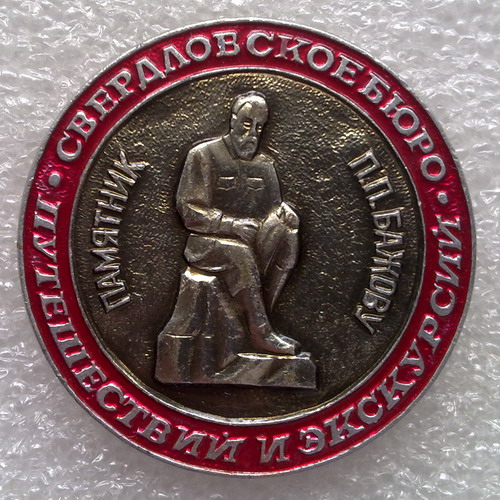 СВЕРДЛОВСКОЕ БЮРО
ПУТЕШЕСТВИЙ И ЭКСКУРСИЙ
ПАМЯТНИК
П.П. БАЖОВУ